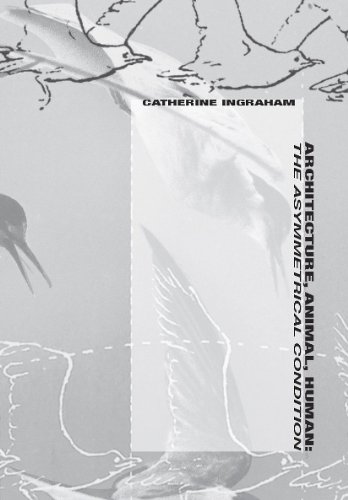 CATHERINE INGRAHAM
ARCHITECTURE, ANIMAL, HUMAN:
THE ASYMMETRICAL CONDITION